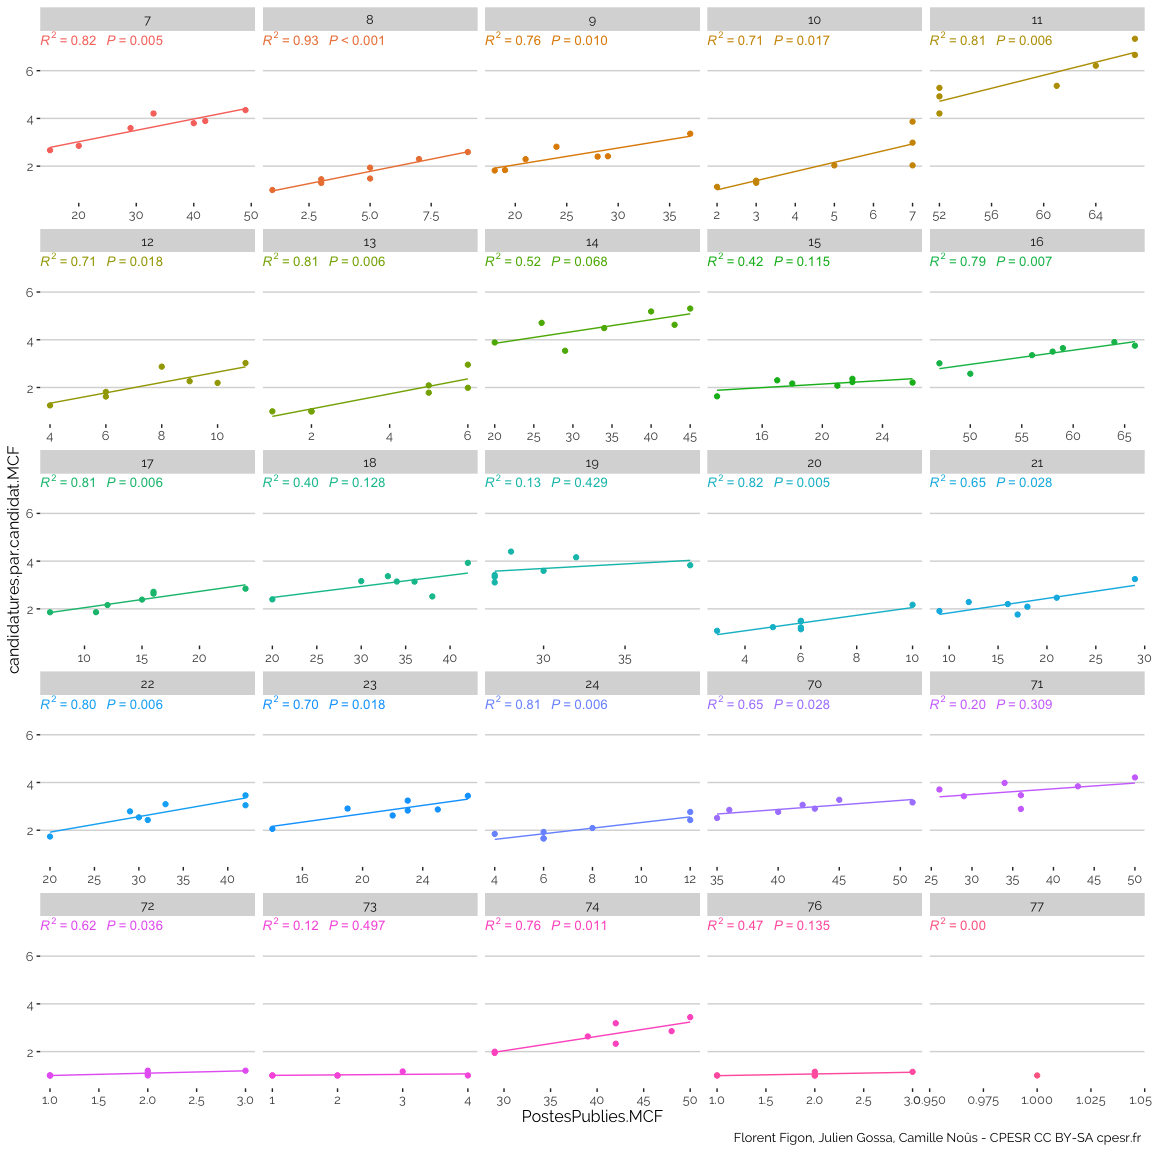 7 8 9 10 11
R² = 0.82 P = 0.005 R² = 0.93 P < 0.001 R² = 0.76 P = 0.010 R² = 0.71 P = 0.017 R² = 0.81 P = 0.006
6
4
2
20 30 40 50 2.5 5.0 7.5 20 25 30 35 2 3 4 5 6 7 52 56 60 64
12 13 14 15 16
R² = 0.71 P = 0.018 R² = 0.81 P = 0.006 R² = 0.52 P = 0.068 R² = 0.42 P = 0.115 R² = 0.79 P = 0.007
6
4
2
4 6 8 10 2 4 6 20 25 30 35 40 45 16 20 24 50 55 60 65
candidatures.par.candidat.MCF
17 18 19 20 21
R² = 0.81 P = 0.006 R² = 0.40 P = 0.128 R² = 0.13 P = 0.429 R² = 0.82 P = 0.005 R² = 0.65 P = 0.028
6
4
2
10 15 20 20 25 30 35 40 30 35 4 6 8 10 10 15 20 25 30
22 23 24 70 71
R² = 0.80 P = 0.006 R² = 0.70 P = 0.018 R² = 0.81 P = 0.006 R² = 0.65 P = 0.028 R² = 0.20 P = 0.309
6
4
2
20 25 30 35 40 16 20 24 4 6 8 10 12 35 40 45 50 25 30 35 40 45 50
72 73 74 76 77
R² = 0.62 P = 0.036 R² = 0.12 P = 0.497 R² = 0.76 P = 0.011 R² = 0.47 P = 0.135 R² = 0.00
6
4
2
1.0 1.5 2.0 2.5 3.0 1 2 3 4 30 35 40 45 50 1.0 1.5 2.0 2.5 3.0 0.950 0.975 1.000 1.025 1.05
PostesPublies.MCF
Florent Figon, Julien Gossa, Camille Noûs - CPESR CC BY-SA cpesr.fr